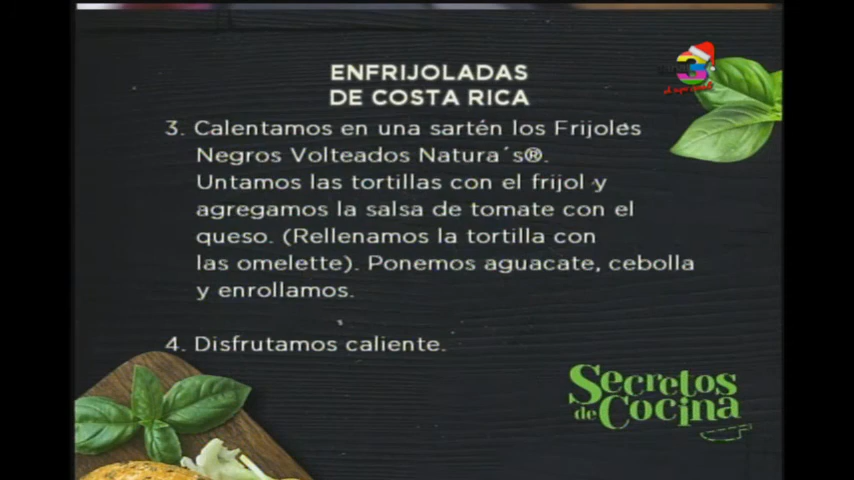 ENFRIJOLADAS
DE COSTA RICA
3. Calentamos en una sartén los Frijoles
Negros Volteados Natura´s®.
Untamos las tortillas con el frijol y
agregamos la salsa de tomate con el
queso. (Rellenamos la tortilla con
las omelette). Ponemos aguacate, cebolla
y enrollamos.
4. Disfrutamos caliente.
Secretos
de Cocina